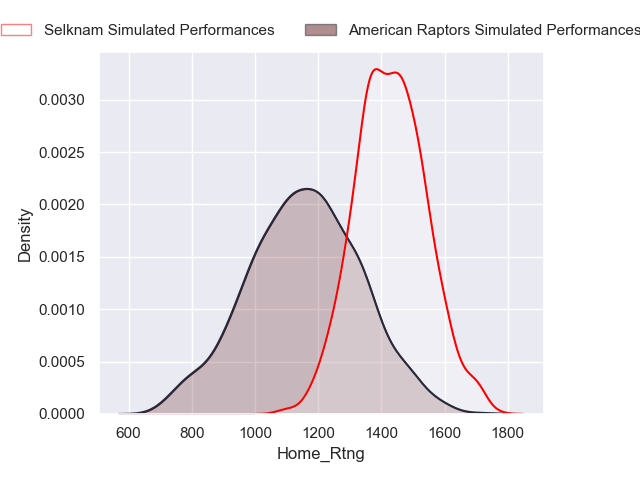 Selknam Simulated Performances American Raptors Simulated Performances
0.0030
0.0025
0.0020
0.0015
0.0010
0.0005
0.0000
Density
600 800 1000 1200 1400 1600 1800
Home_Rtng